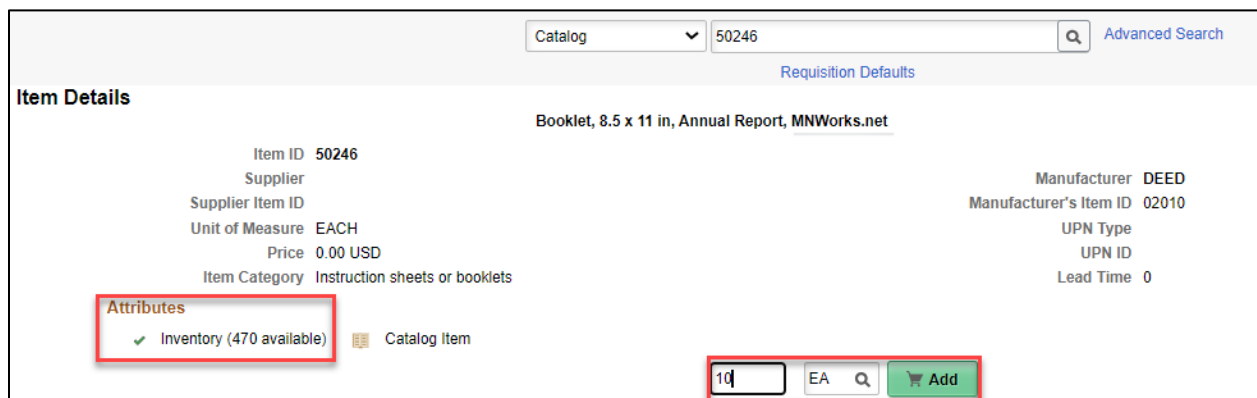 Catalog 50246 Advanced Search
Requisition Defaults
Item Details
Booklet, 8.5 x 11 in, Annual Report, MNWorks.net
Item ID 50246
Supplier Manufacturer DEED
Supplier Item ID Manufacturer's Item ID 02010
Unit of Measure EACH UPN Type
Price 0.00 USD UPN ID
Item Category Instruction sheets or booklets Lead Time 0
Attributes
Inventory (470 available) Catalog Item
10 EA Add